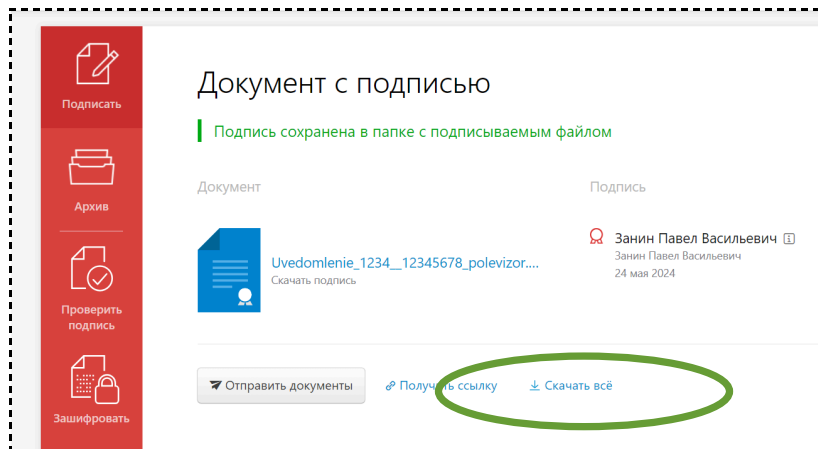 Подписать
Архив
Проверить
подпись
Зашифровать
Документ с подписью
Подпись сохранена в папке с подписываемым файлом
Документ
Uvedomlenie_1234__12345678_polevizor....
Скачать подпись
Подпись
Занин Павел Васильевич
Занин Павел Васильевич
24 мая 2024
Отправить документы
Получить ссылку
Скачать всё